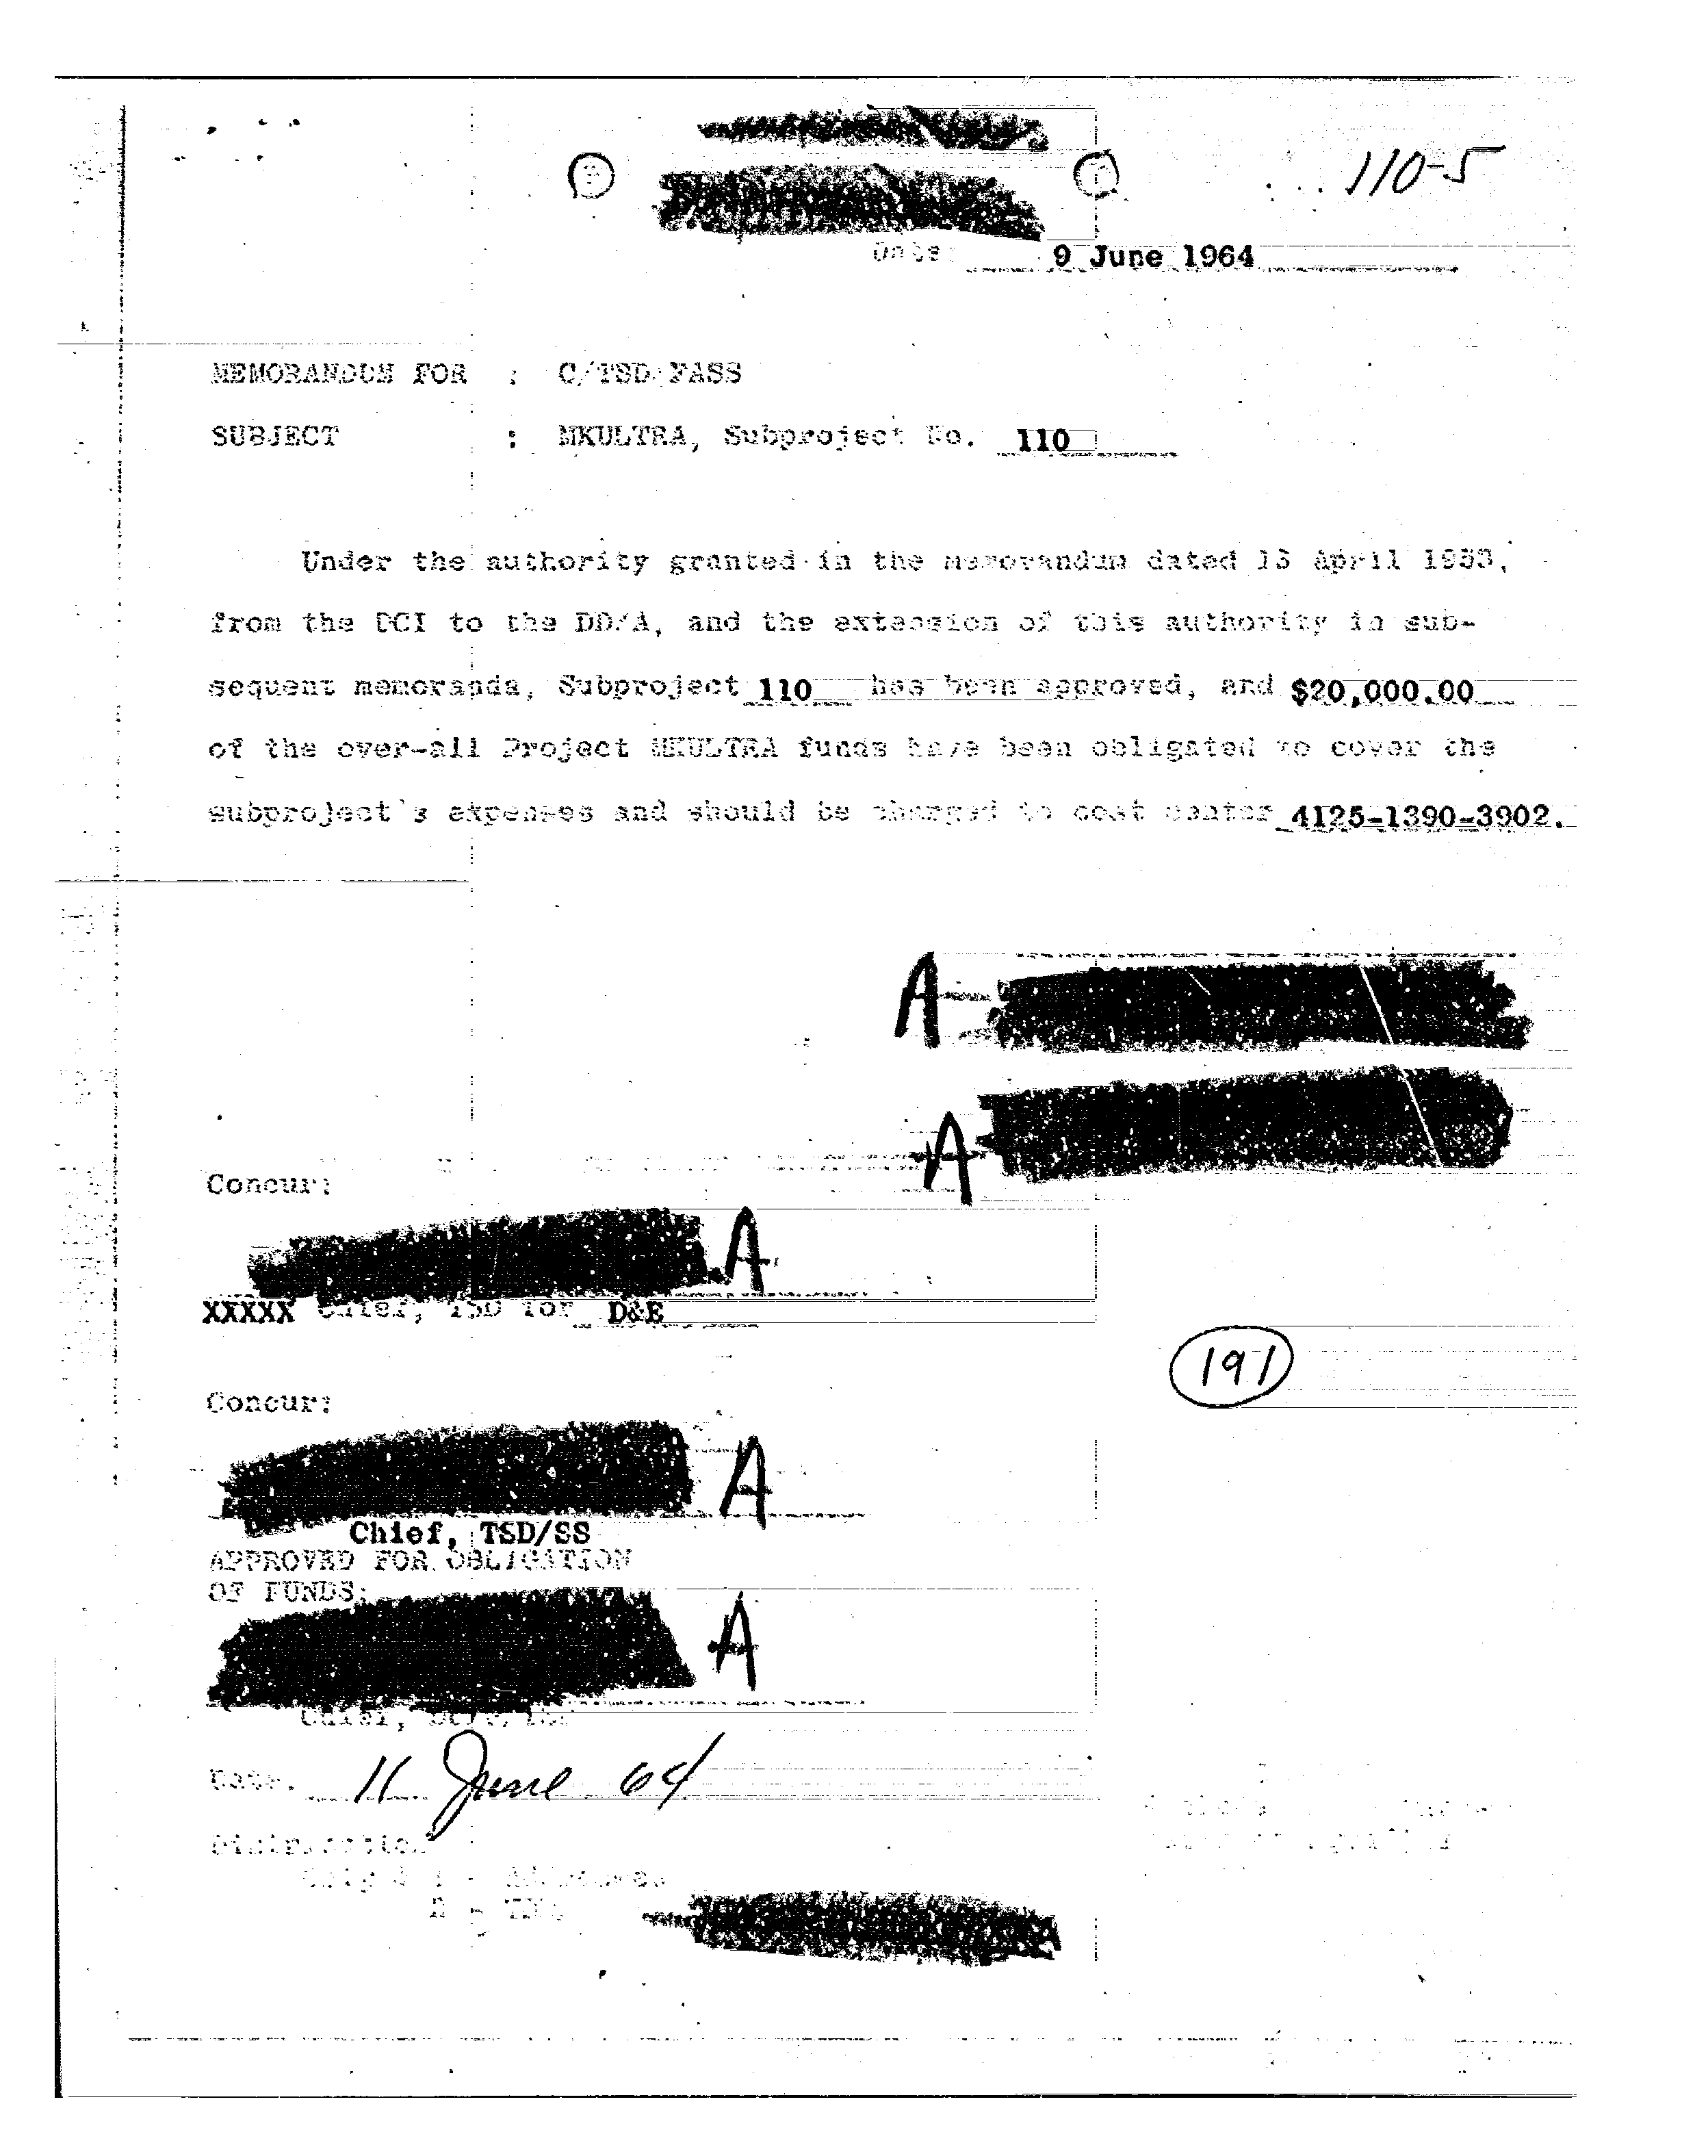 110-5
Date: 9 June 1964
MEMORANDUM FOR : C/TSD/FASS
SUBJECT : MKULTRA, Subproject No. 110
Under the authority granted in the memorandum dated 13 April 1953,
from the DCI to the DD/A, and the extension of this authority in sub-
sequent memoranda, Subproject 110 has been approved, and $20,000.00
of the over-all Project MKULTRA funds have been obligated to cover the
subproject's expenses and should be charged to cost center 4125-1390-3902.
A
A
Concur:
A
XXXXX Chief, TSD for D&E
191
Concur:
A
Chief, TSD/SS
APPROVED FOR OBLIGATION
OF FUNDS:
A
Chief,
Date: 11 June 64
Distribution